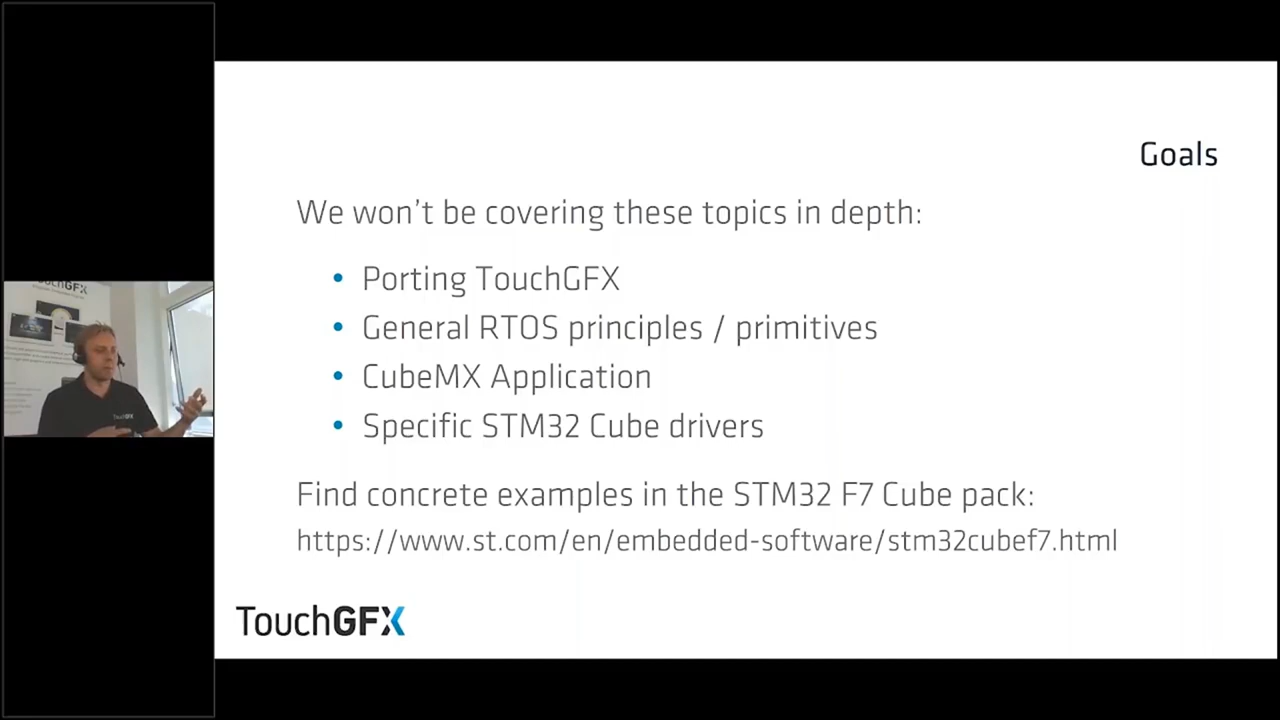 Goals
We won't be covering these topics in depth:
• Porting TouchGFX
• General RTOS principles / primitives
• CubeMX Application
• Specific STM32 Cube drivers
Find concrete examples in the STM32 F7 Cube pack:
https://www.st.com/en/embedded-software/stm32cubef7.html
TouchGFX